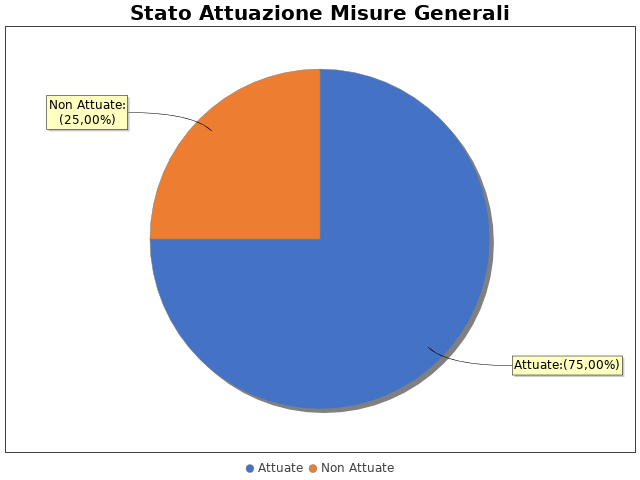 Stato Attuazione Misure Generali
Non Attuate:
(25,00%)
Attuate:(75,00%)
Attuate Non Attuate